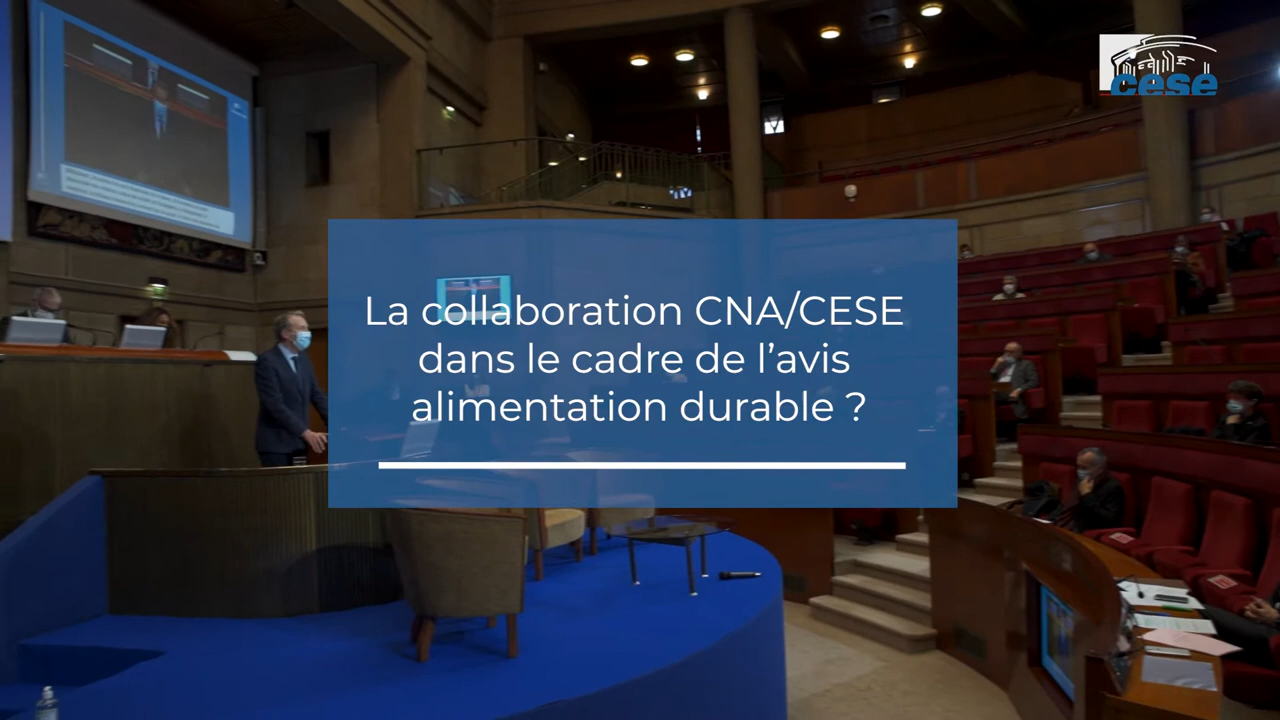 cese
La collaboration CNA/CESE
dans le cadre de l’avis
alimentation durable ?